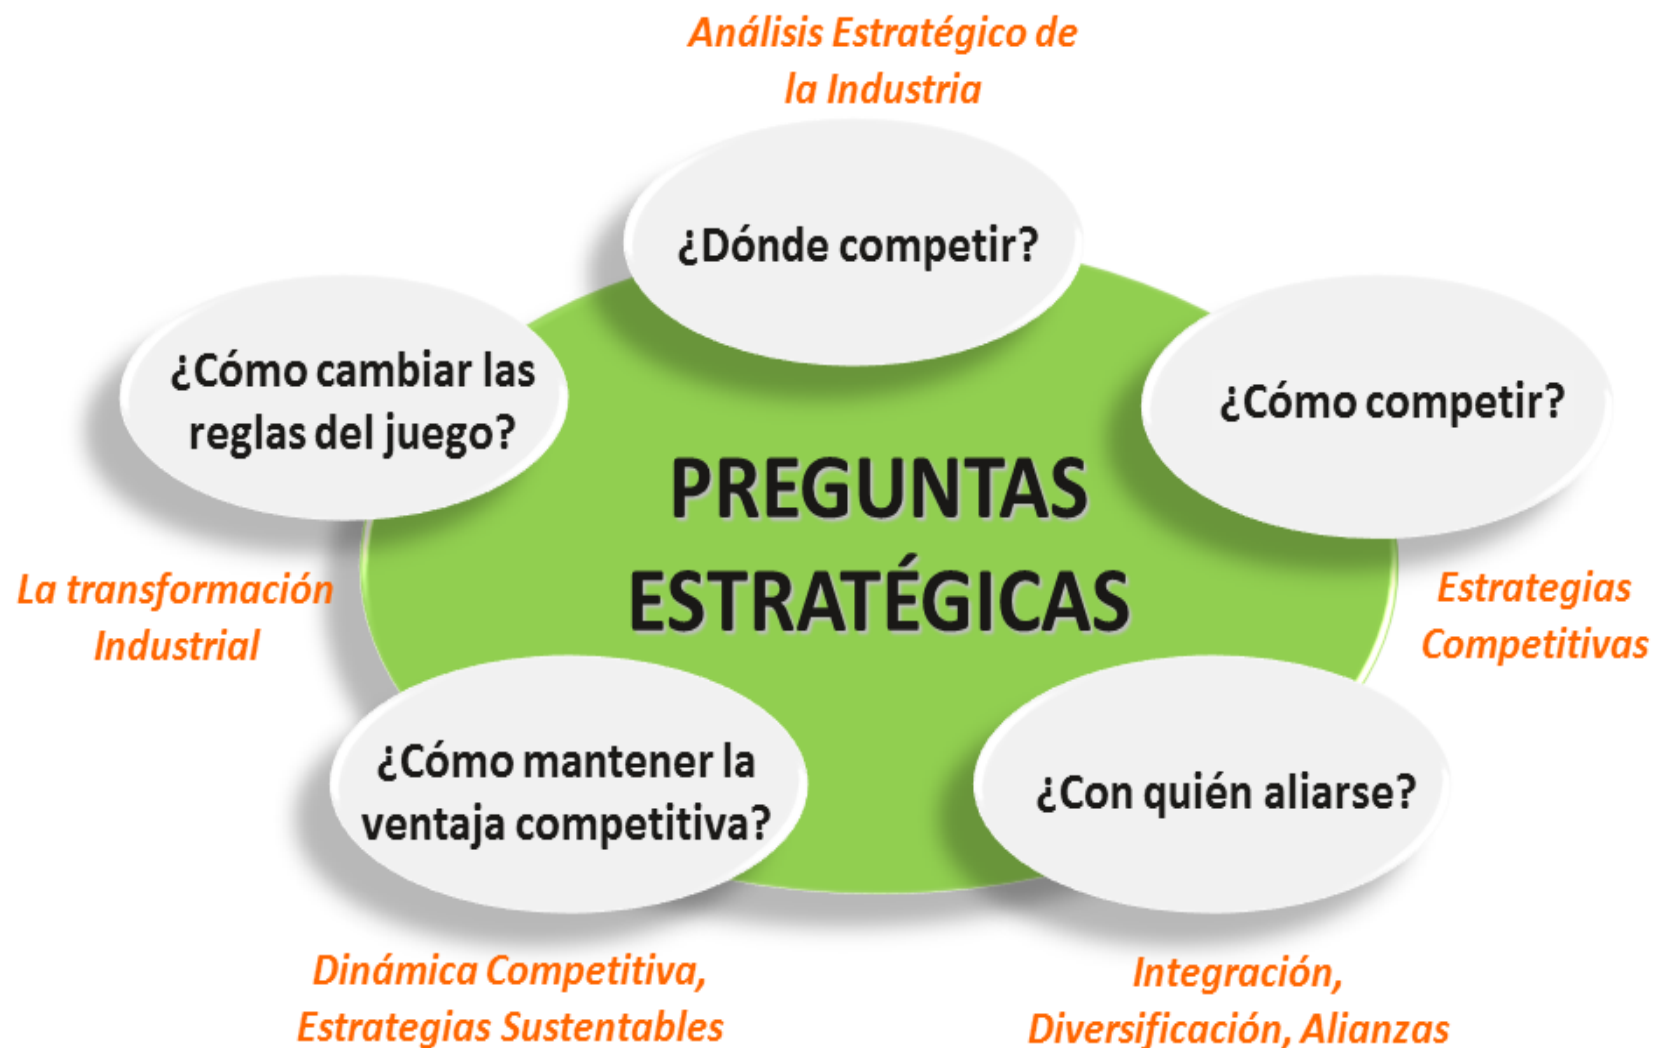 Análisis Estratégico de
la Industria
¿Dónde competir?
¿Cómo cambiar las
reglas del juego?
¿Cómo competir?
PREGUNTAS
ESTRATÉGICAS
La transformación
Industrial
Estrategias
Competitivas
¿Cómo mantener la
ventaja competitiva?
¿Con quién aliarse?
Dinámica Competitiva,
Estrategias Sustentables
Integración,
Diversificación, Alianzas